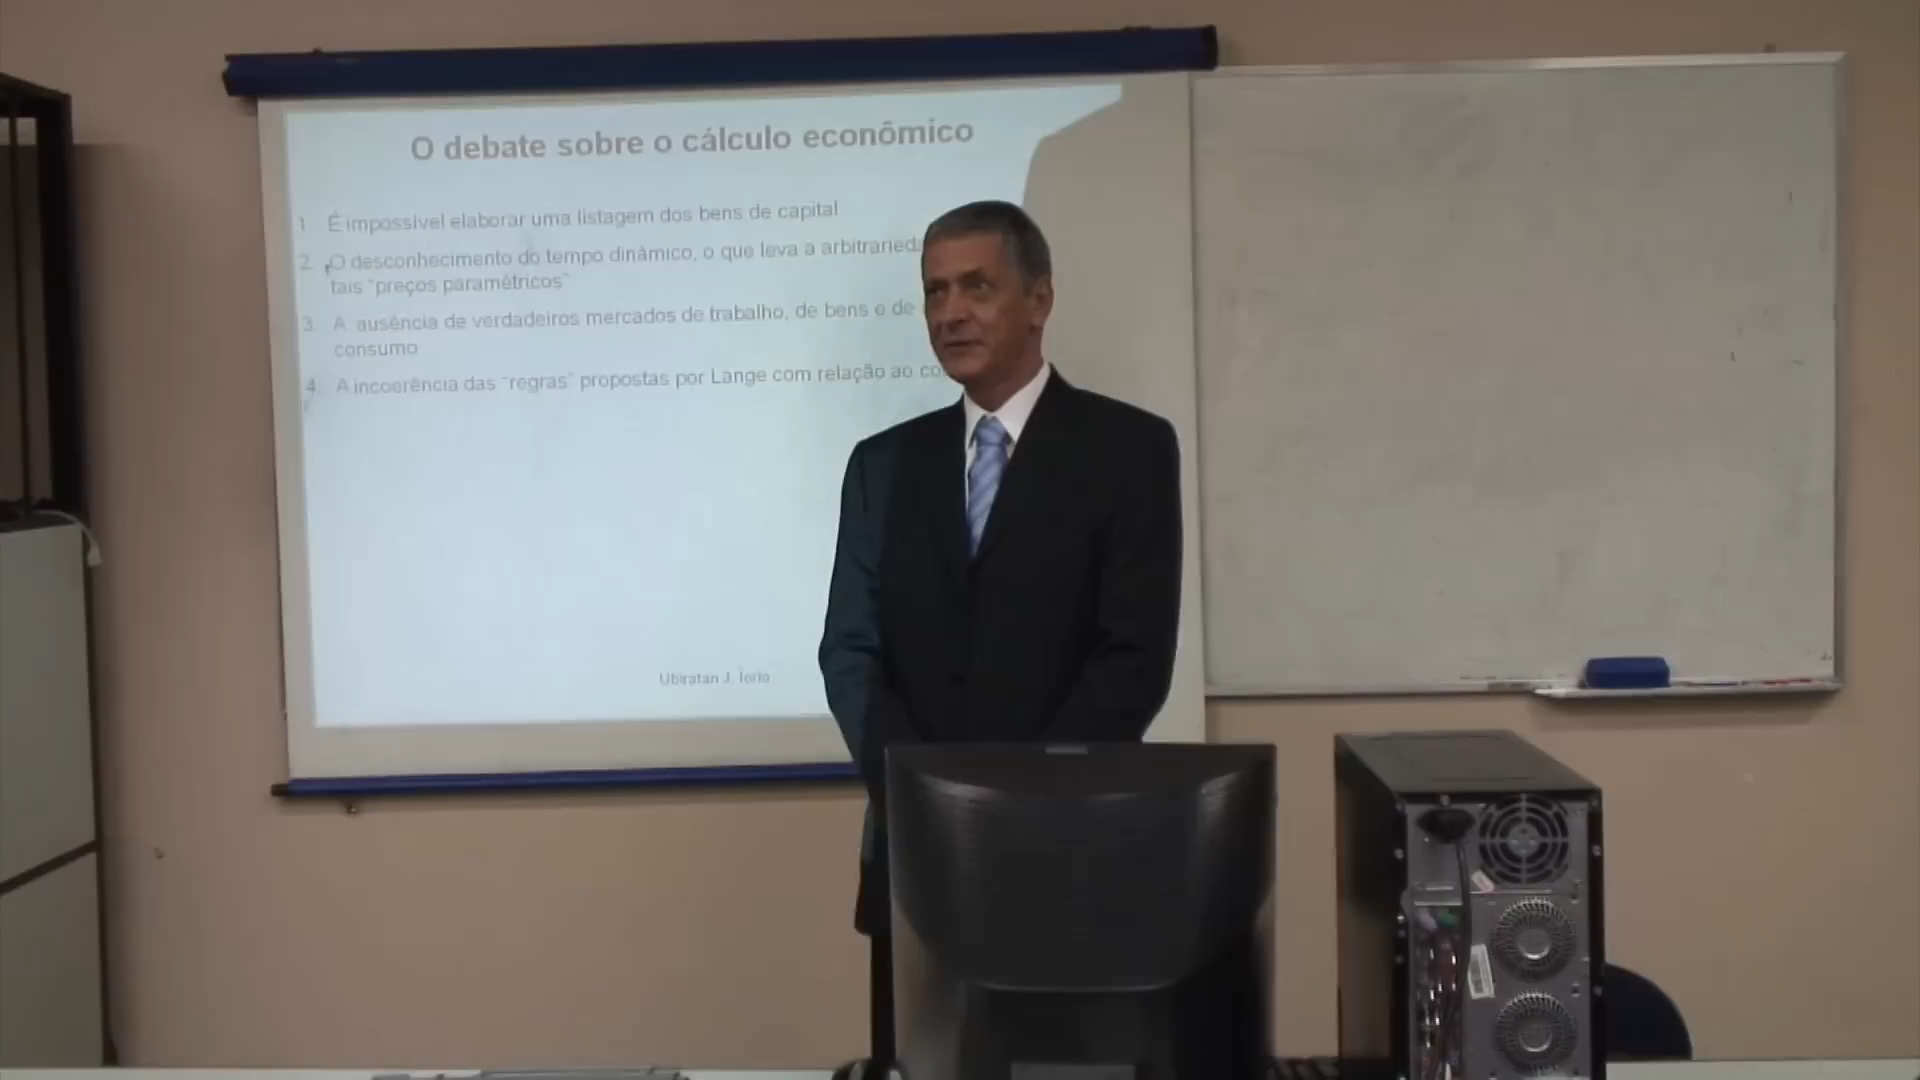 O debate sobre o cálculo econômico
1. É impossível elaborar uma listagem dos bens de capital
2. O desconhecimento do tempo dinâmico, o que leva a
tais “preços paramétricos”
3. A ausência de verdadeiros mercados de trabalho, de bens e de
consumo
4. A incoerência das “regras” propostas por Lange com relação ao
Ubiratan J. Iorio